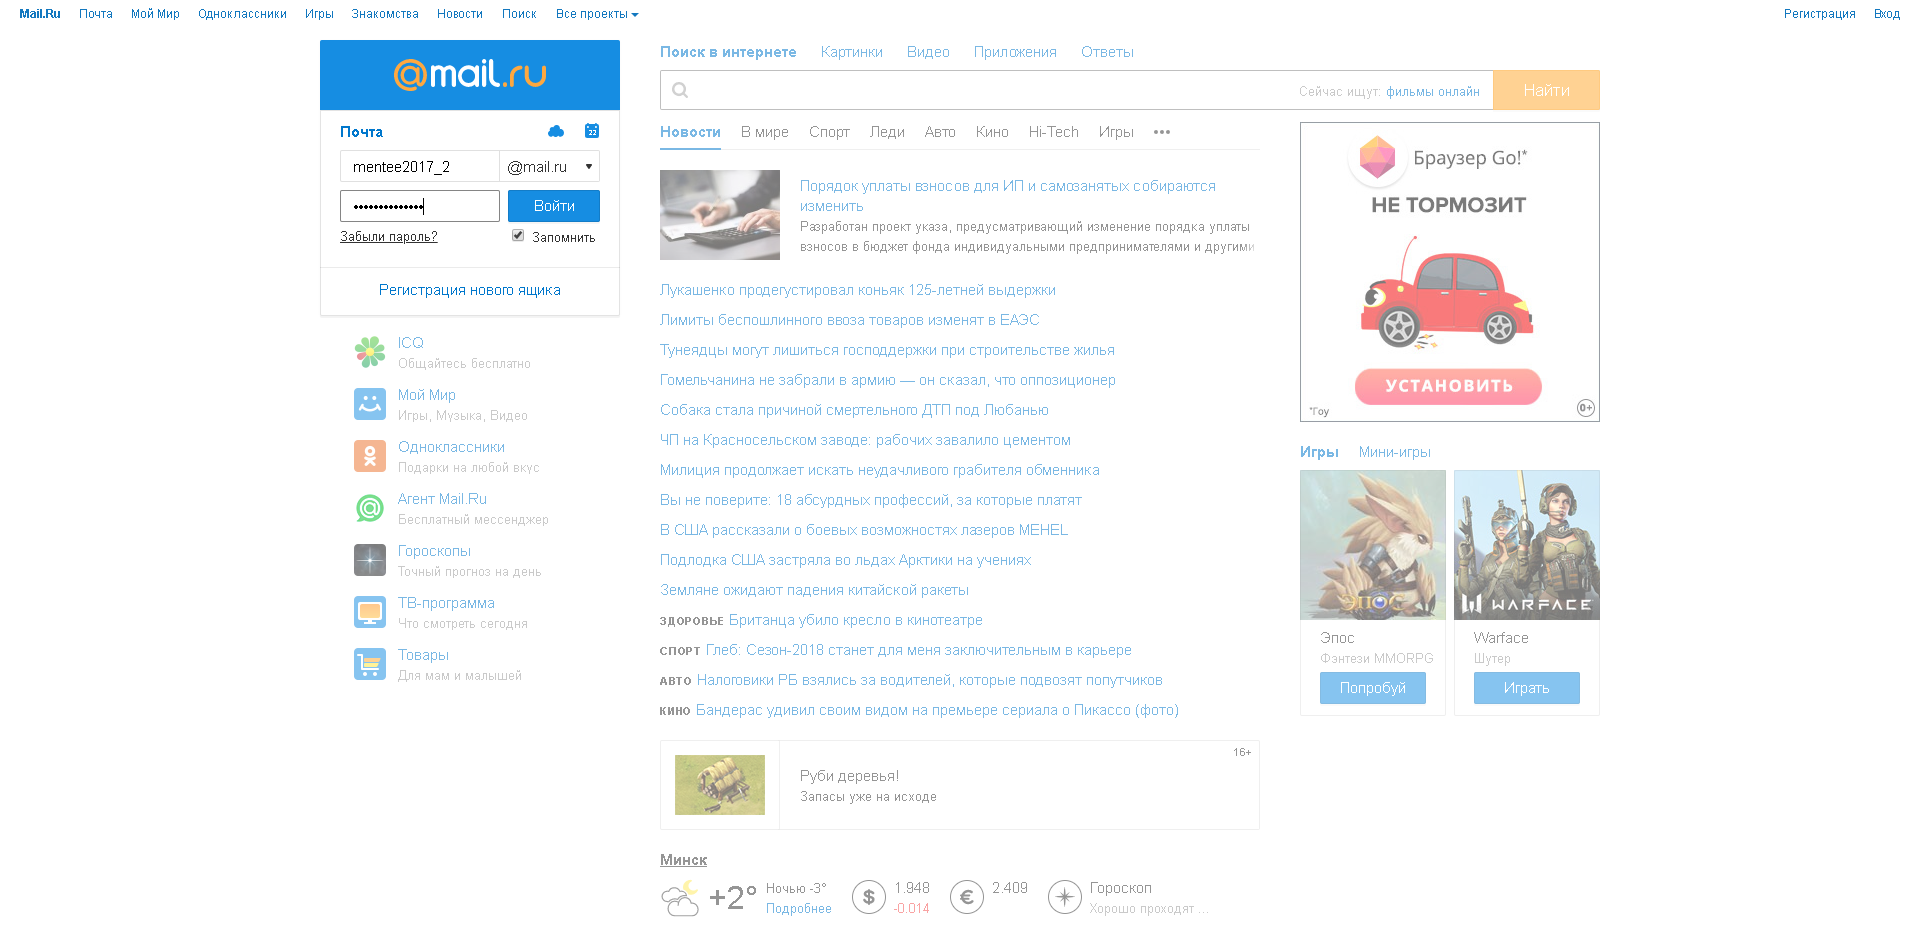 Mail.Ru Почта Мой Мир Одноклассники Игры Знакомства Новости Поиск Все проекты Регистрация Вход
@mail.ru
Почта
22
mentee2017_2 @mail.ru
Войти
Забыли пароль? Запомнить
Регистрация нового ящика
ICQ
Общайтесь бесплатно
Мой Мир
Игры, Музыка, Видео
Одноклассники
Подарки на любой вкус
Агент Mail.Ru
Бесплатный мессенджер
Гороскопы
Точный прогноз на день
ТВ-программа
Что смотреть сегодня
Товары
Для мам и малышей
Поиск в интернете Картинки Видео Приложения Ответы
Сейчас ищут: фильмы онлайн Найти
Новости В мире Спорт Леди Авто Кино Hi-Tech Игры •••
Порядок уплаты взносов для ИП и самозанятых собираются
изменить
Разработан проект указа, предусматривающий изменение порядка уплаты
взносов в бюджет фонда индивидуальными предпринимателями и другими
Лукашенко продегустировал коньяк 125-летней выдержки
Лимиты беспошлинного ввоза товаров изменят в ЕАЭС
Тунеядцы могут лишиться господдержки при строительстве жилья
Гомельчанина не забрали в армию — он сказал, что оппозиционер
Собака стала причиной смертельного ДТП под Любанью
ЧП на Красносельском заводе: рабочих завалило цементом
Милиция продолжает искать неудачливого грабителя обменника
Вы не поверите: 18 абсурдных профессий, за которые платят
В США рассказали о боевых возможностях лазеров MEHEL
Подлодка США застряла во льдах Арктики на учениях
Земляне ожидают падения китайской ракеты
ЗДОРОВЬЕ Британца убило кресло в кинотеатре
СПОРТ Глеб: Сезон-2018 станет для меня заключительным в карьере
АВТО Налоговики РБ взялись за водителей, которые подвозят попутчиков
КИНО Бандерас удивил своим видом на премьере сериала о Пикассо (фото)
16+
Руби деревья!
Запасы уже на исходе
Минск
+2° Ночью -3° Подробнее
$ 1.948 -0.014
€ 2.409
Гороскоп
Хорошо проходят ...
Браузер Go!*
НЕ ТОРМОЗИТ
УСТАНОВИТЬ
*Гоу 0+
Игры Мини-игры
ЭПОС
WARFACE
Эпос
Фэнтези MMORPG
Попробуй
Warface
Шутер
Играть